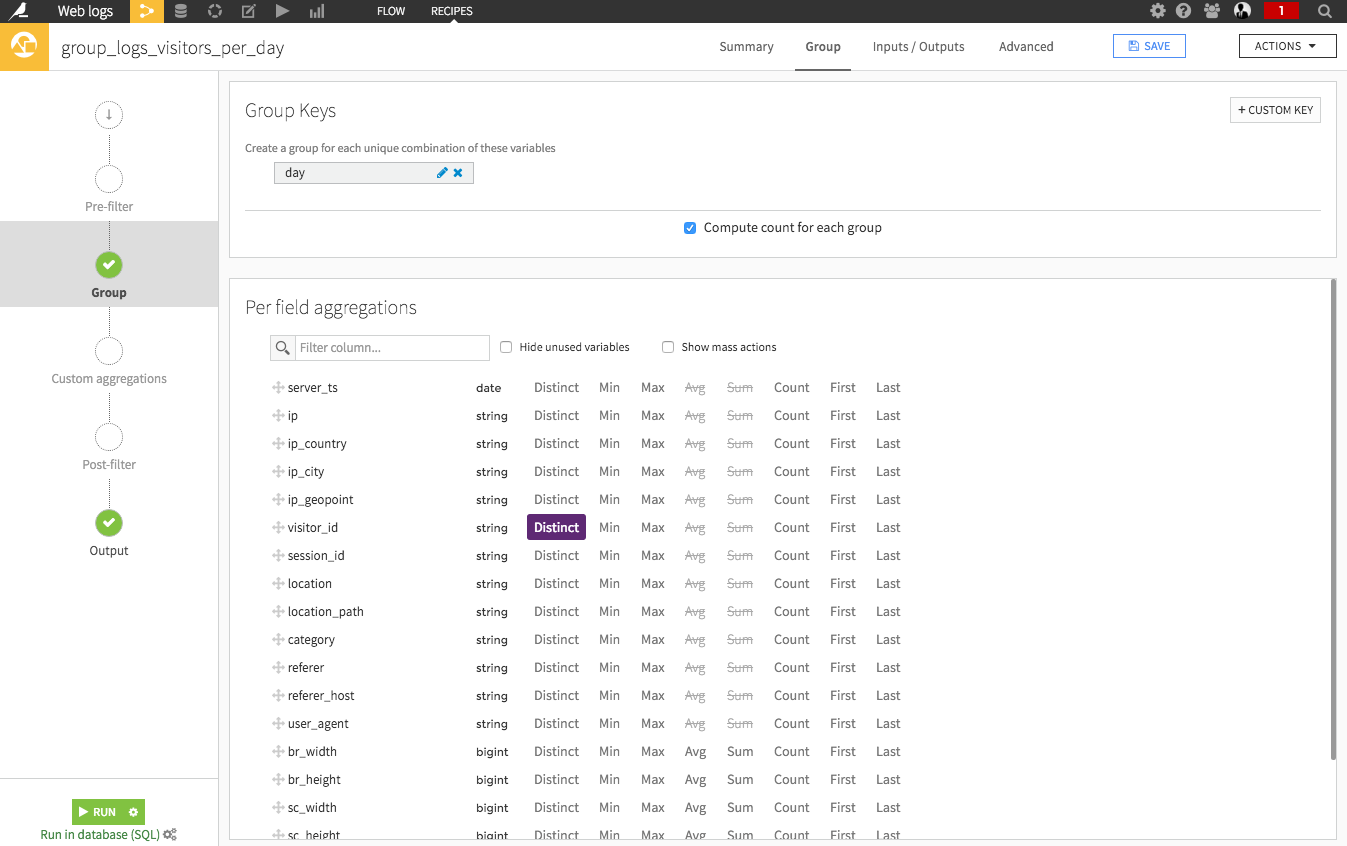 Web logs FLOW RECIPES 1
group_logs_visitors_per_day Summary Group Inputs / Outputs Advanced SAVE ACTIONS
Pre-filter
Group
Custom aggregations
Post-filter
Output
RUN
Run in database (SQL)
Group Keys + CUSTOM KEY
Create a group for each unique combination of these variables
day
Compute count for each group
Per field aggregations
Filter column... Hide unused variables Show mass actions
server_ts date Distinct Min Max Avg Sum Count First Last
ip string Distinct Min Max Avg Sum Count First Last
ip_country string Distinct Min Max Avg Sum Count First Last
ip_city string Distinct Min Max Avg Sum Count First Last
ip_geopoint string Distinct Min Max Avg Sum Count First Last
visitor_id string Distinct Min Max Avg Sum Count First Last
session_id string Distinct Min Max Avg Sum Count First Last
location string Distinct Min Max Avg Sum Count First Last
location_path string Distinct Min Max Avg Sum Count First Last
category string Distinct Min Max Avg Sum Count First Last
referer string Distinct Min Max Avg Sum Count First Last
referer_host string Distinct Min Max Avg Sum Count First Last
user_agent string Distinct Min Max Avg Sum Count First Last
br_width bigint Distinct Min Max Avg Sum Count First Last
br_height bigint Distinct Min Max Avg Sum Count First Last
sc_width bigint Distinct Min Max Avg Sum Count First Last
sc_height bigint Distinct Min Max Avg Sum Count First Last